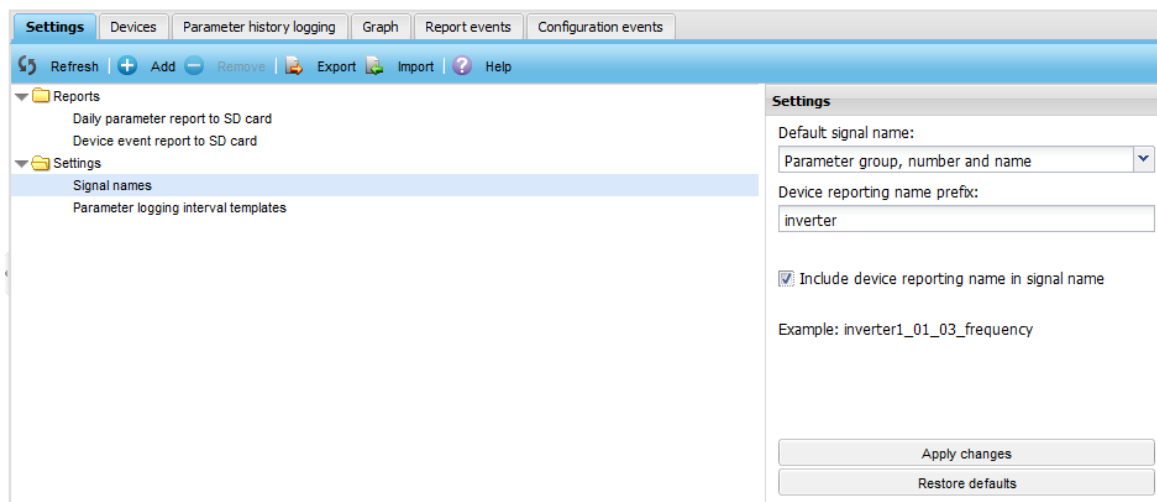 Settings Devices Parameter history logging Graph Report events Configuration events
Refresh Add Remove Export Import ? Help
Reports
Daily parameter report to SD card
Device event report to SD card
Settings
Signal names
Parameter logging interval templates
Settings
Default signal name:
Parameter group, number and name
Device reporting name prefix:
inverter
Include device reporting name in signal name
Example: inverter1_01_03_frequency
Apply changes
Restore defaults